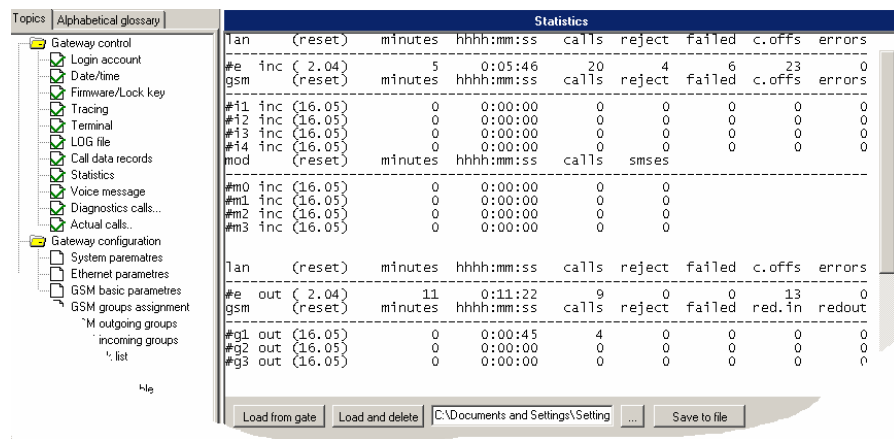 Topics Alphabetical glossary
Gateway control
Login account
Date/time
Firmware/Lock key
Tracing
Terminal
LOG file
Call data records
Statistics
Voice message
Diagnostics calls...
Actual calls..
Gateway configuration
System parematres
Ethernet parametres
GSM basic parametres
GSM groups assignment
M outgoing groups
incoming groups
list
ble
Statistics
lan (reset) minutes hhhh:mm:ss calls reject failed c.offs errors
#e inc ( 2.04) 5 0:05:46 20 4 6 23 0
gsm (reset) minutes hhhh:mm:ss calls reject failed c.offs errors
#i1 inc (16.05) 0 0:00:00 0 0 0 0 0
#i2 inc (16.05) 0 0:00:00 0 0 0 0 0
#i3 inc (16.05) 0 0:00:00 0 0 0 0 0
#i4 inc (16.05) 0 0:00:00 0 0 0 0 0
mod (reset) minutes hhhh:mm:ss calls smses
#m0 inc (16.05) 0 0:00:00 0 0
#m1 inc (16.05) 0 0:00:00 0 0
#m2 inc (16.05) 0 0:00:00 0 0
#m3 inc (16.05) 0 0:00:00 0 0
lan (reset) minutes hhhh:mm:ss calls reject failed c.offs errors
#e out ( 2.04) 11 0:11:22 9 0 0 13 0
gsm (reset) minutes hhhh:mm:ss calls reject failed red.in redout
#g1 out (16.05) 0 0:00:45 4 0 0 0 0
#g2 out (16.05) 0 0:00:00 0 0 0 0 0
#g3 out (16.05) 0 0:00:00 0 0 0 0 0
Load from gate Load and delete C:\Documents and Settings\Setting ... Save to file